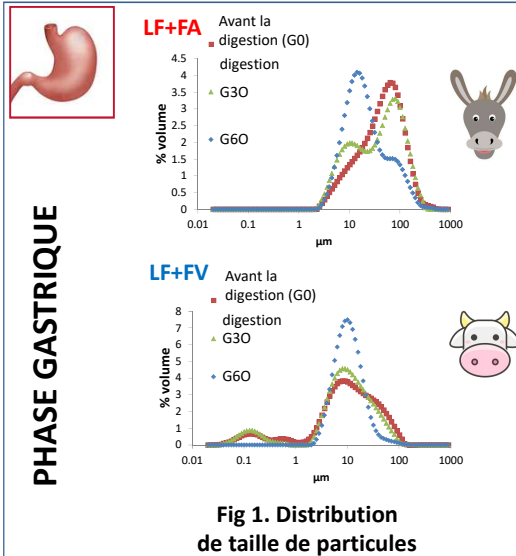 PHASE GASTRIQUE
LF+FA
Avant la
digestion (G0)
digestion
G3O
G6O
% volume
4.5
4
3.5
3
2.5
2
1.5
1
0.5
0
0.01 0.1 1 10 100 1000
µm
LF+FV
Avant la
digestion (G0)
digestion
G3O
G6O
% volume
8
7
6
5
4
3
2
1
0
0.01 0.1 1 10 100 1000
µm
Fig 1. Distribution
de taille de particules